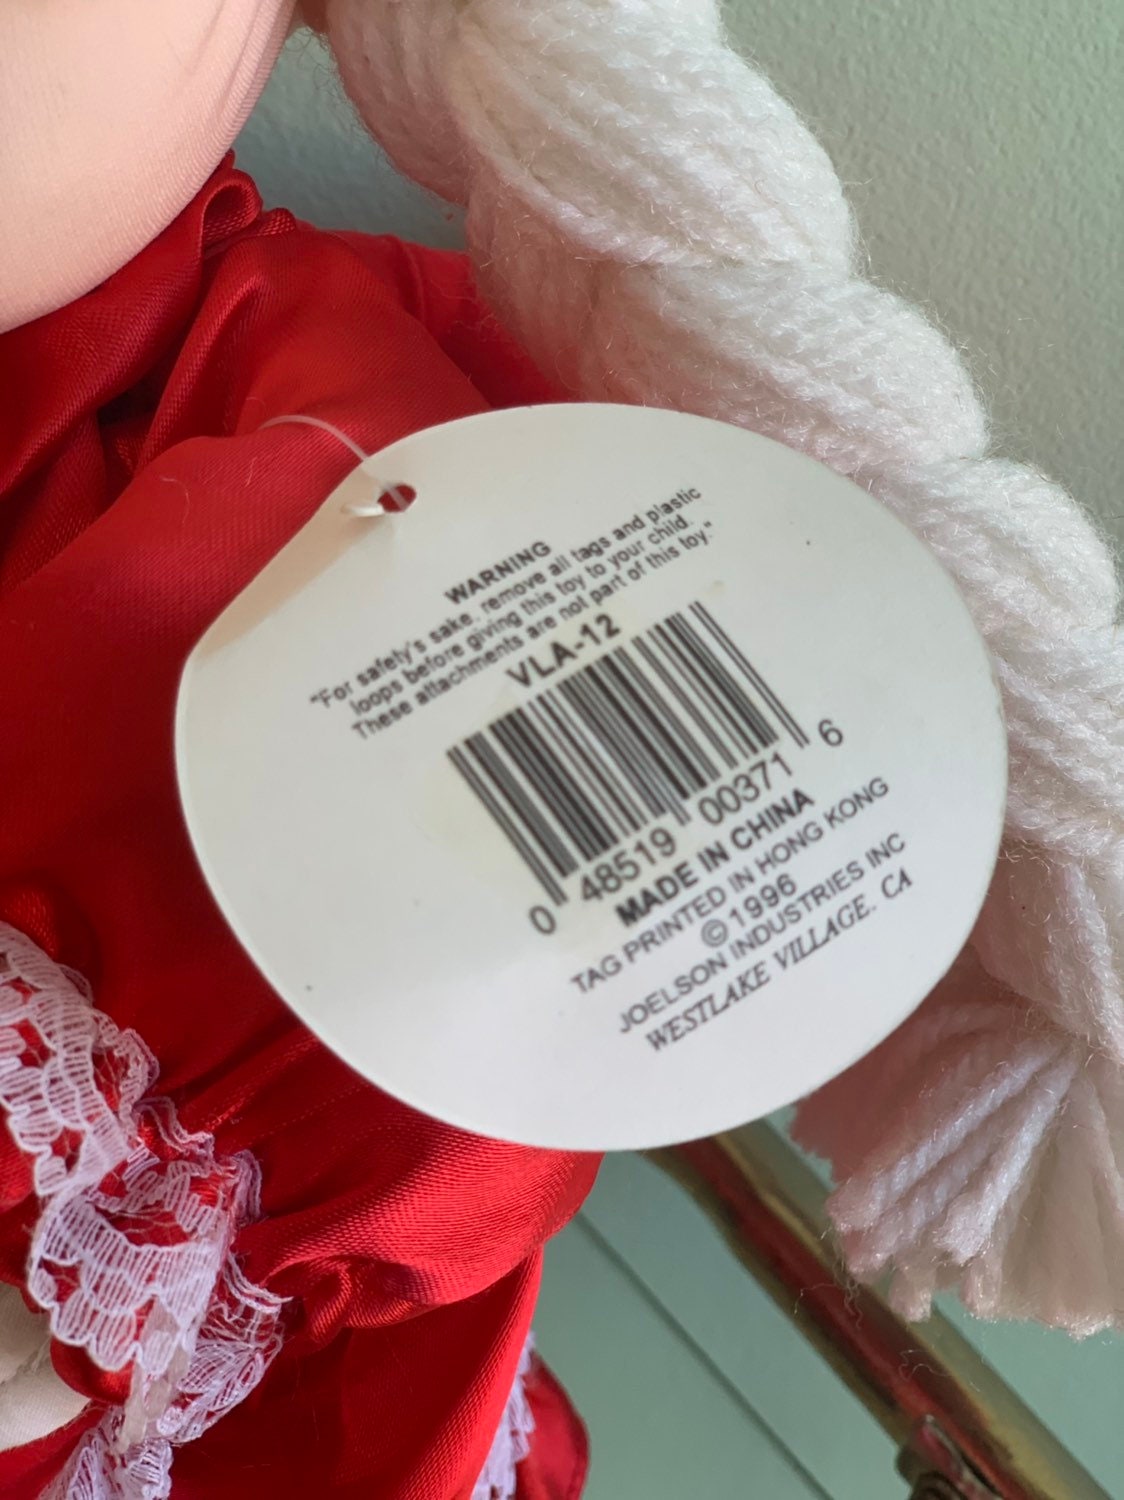 WARNING
"For safety's sake, remove all tags and plastic
loops before giving this toy to your child.
These attachments are not part of this toy."
VLA-12
0 48519 00371 6
MADE IN CHINA
TAG PRINTED IN HONG KONG
©1996
JOELSON INDUSTRIES INC
WESTLAKE VILLAGE, CA